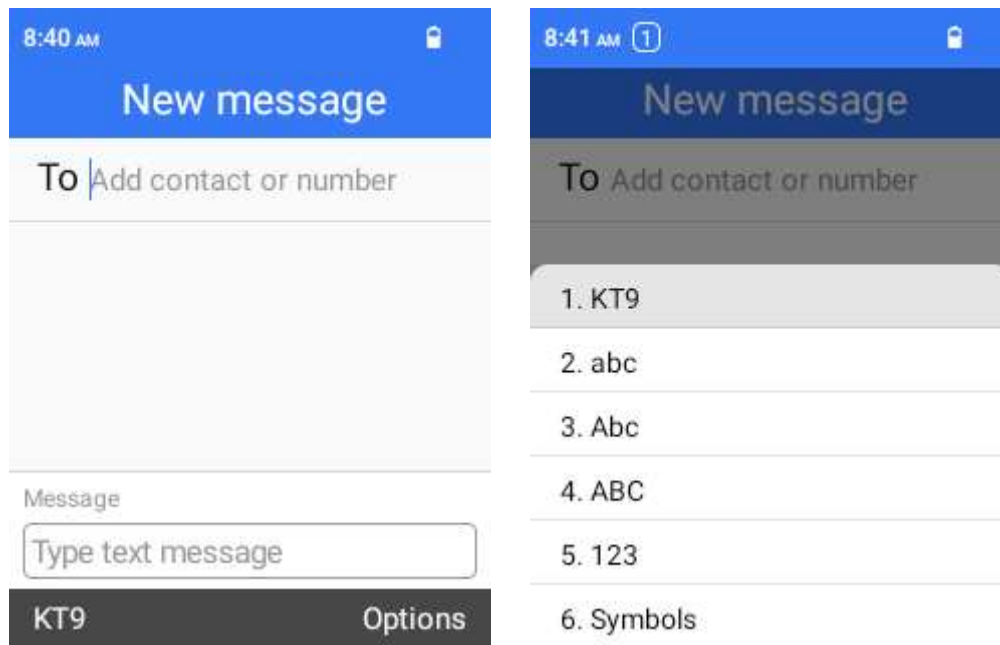 8:40 AM
New message
To Add contact or number
Message
Type text message
KT9 Options
8:41 AM 1
New message
To Add contact or number
1. KT9
2. abc
3. Abc
4. ABC
5. 123
6. Symbols